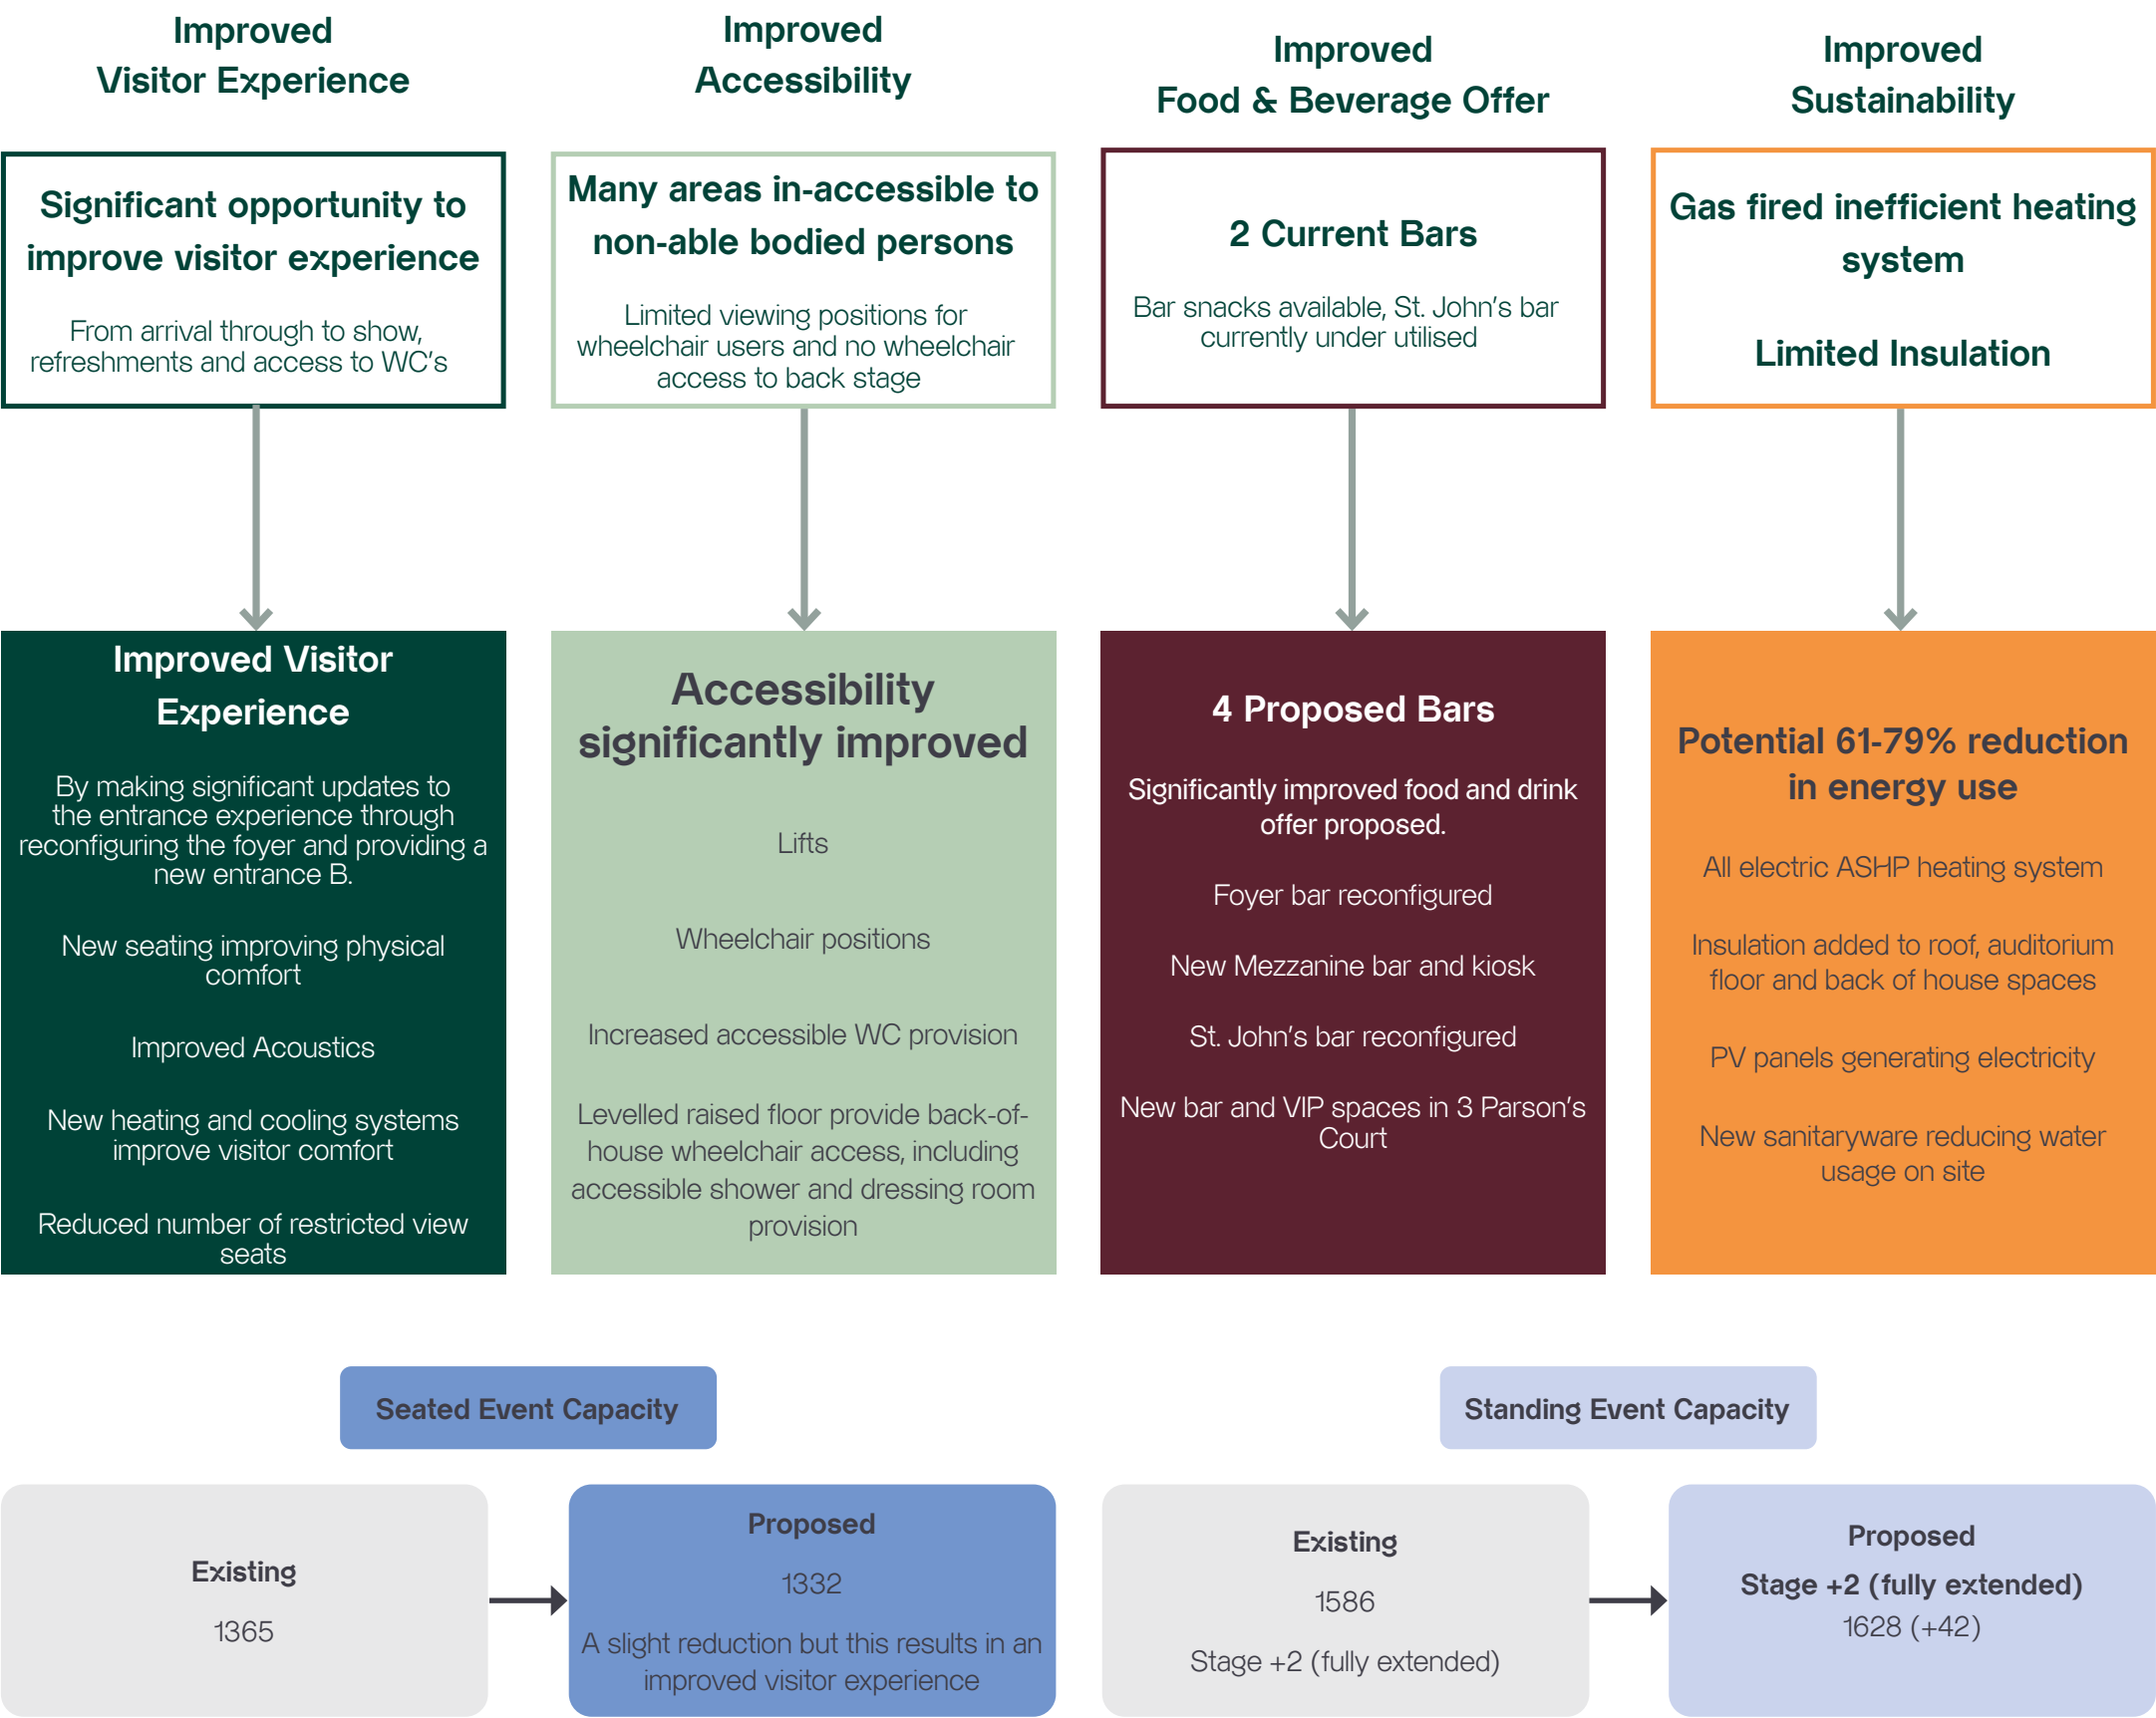 Improved
Visitor Experience
Significant opportunity to
improve visitor experience
From arrival through to show,
refreshments and access to WC's
Improved Visitor
Experience
By making significant updates to
the entrance experience through
reconfiguring the foyer and providing a
new entrance B.
New seating improving physical
comfort
Improved Acoustics
New heating and cooling systems
improve visitor comfort
Reduced number of restricted view
seats
Improved
Accessibility
Many areas in-accessible to
non-able bodied persons
Limited viewing positions for
wheelchair users and no wheelchair
access to back stage
Accessibility
significantly improved
Lifts
Wheelchair positions
Increased accessible WC provision
Levelled raised floor provide back-of-
house wheelchair access, including
accessible shower and dressing room
provision
Improved
Food & Beverage Offer
2 Current Bars
Bar snacks available, St. John's bar
currently under utilised
4 Proposed Bars
Significantly improved food and drink
offer proposed.
Foyer bar reconfigured
New Mezzanine bar and kiosk
St. John's bar reconfigured
New bar and VIP spaces in 3 Parson's
Court
Improved
Sustainability
Gas fired inefficient heating
system
Limited Insulation
Potential 61-79% reduction
in energy use
All electric ASHP heating system
Insulation added to roof, auditorium
floor and back of house spaces
PV panels generating electricity
New sanitaryware reducing water
usage on site
Seated Event Capacity
Existing
1365
Proposed
1332
A slight reduction but this results in an
improved visitor experience
Standing Event Capacity
Existing
1586
Stage +2 (fully extended)
Proposed
Stage +2 (fully extended)
1628 (+42)